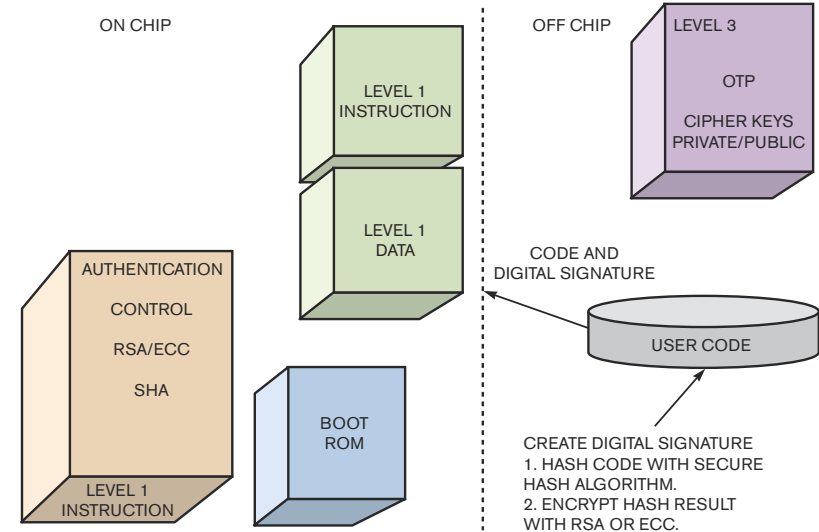 ON CHIP
OFF CHIP
LEVEL 3
OTP
CIPHER KEYS
PRIVATE/PUBLIC
LEVEL 1
INSTRUCTION
LEVEL 1
DATA
CODE AND
DIGITAL SIGNATURE
AUTHENTICATION
CONTROL
RSA/ECC
SHA
LEVEL 1
INSTRUCTION
BOOT
ROM
USER CODE
CREATE DIGITAL SIGNATURE
1. HASH CODE WITH SECURE
HASH ALGORITHM.
2. ENCRYPT HASH RESULT
WITH RSA OR ECC.